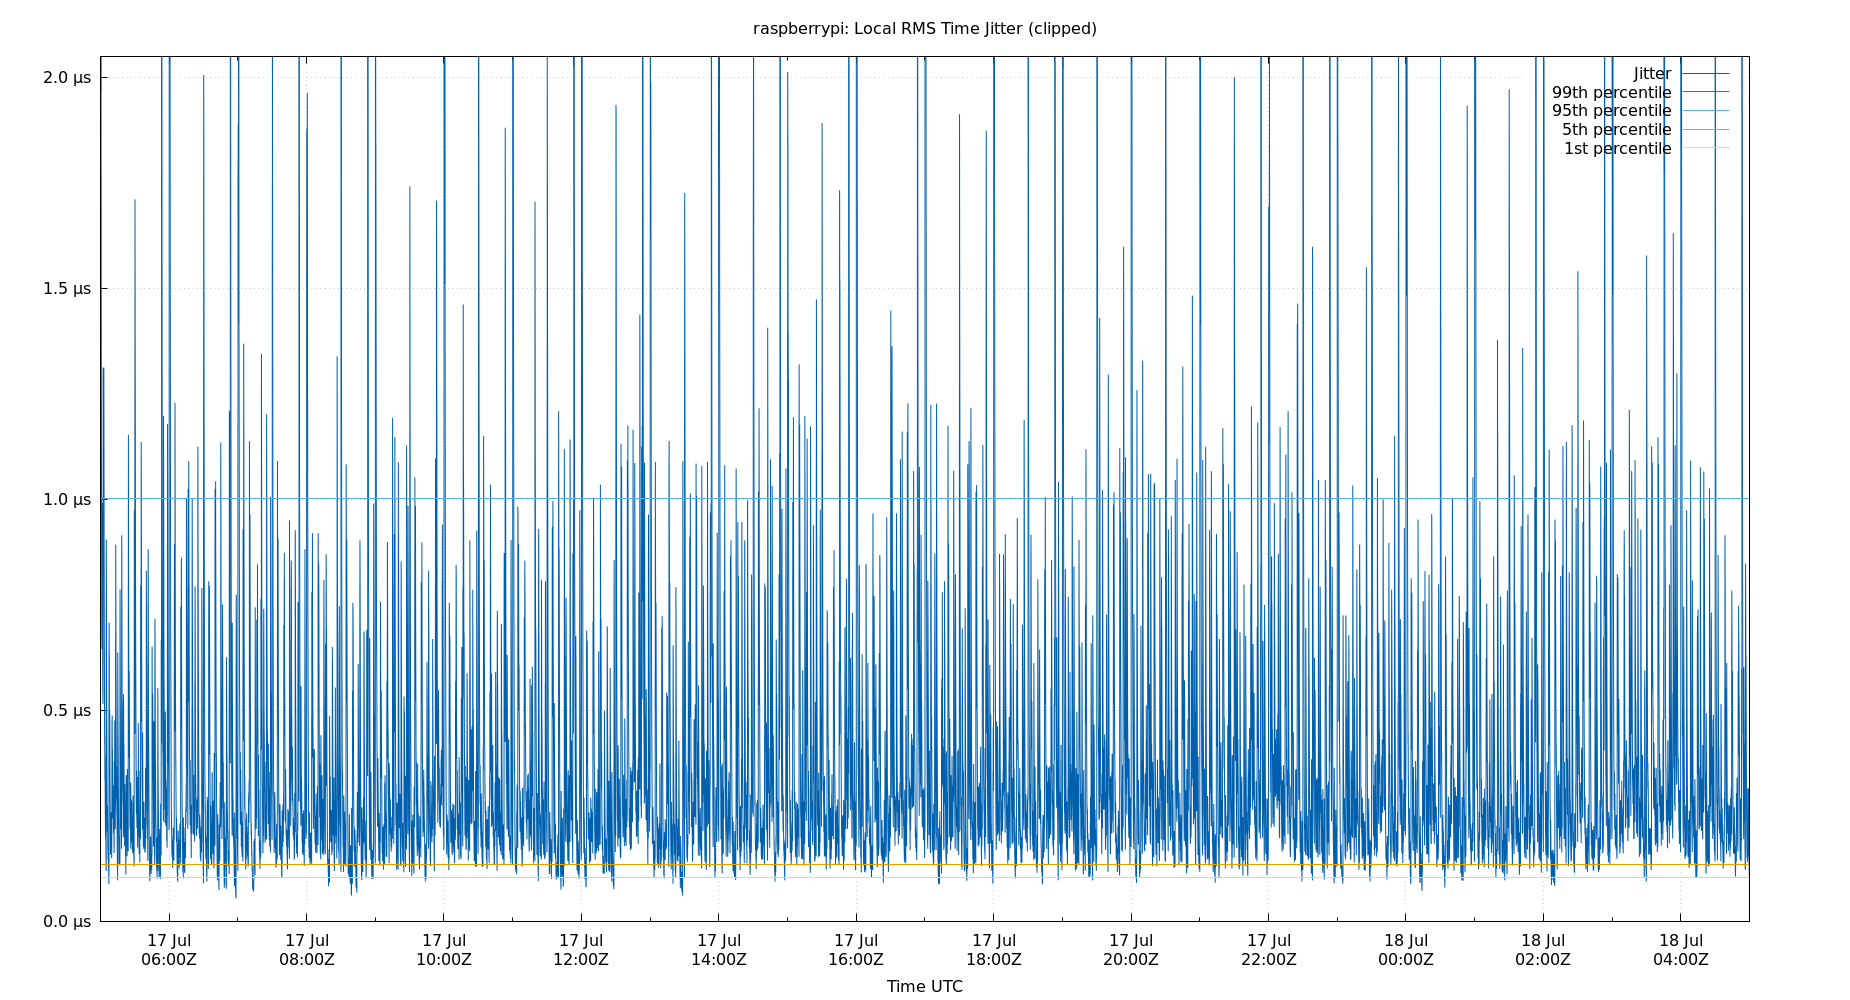 raspberrypi: Local RMS Time Jitter (clipped)
2.0 µs
1.5 µs
1.0 µs
0.5 µs
0.0 µs
Jitter
99th percentile
95th percentile
5th percentile
1st percentile
17 Jul 17 Jul 17 Jul 17 Jul 17 Jul 17 Jul 17 Jul 17 Jul 17 Jul 18 Jul 18 Jul 18 Jul
06:00Z 08:00Z 10:00Z 12:00Z 14:00Z 16:00Z 18:00Z 20:00Z 22:00Z 00:00Z 02:00Z 04:00Z
Time UTC